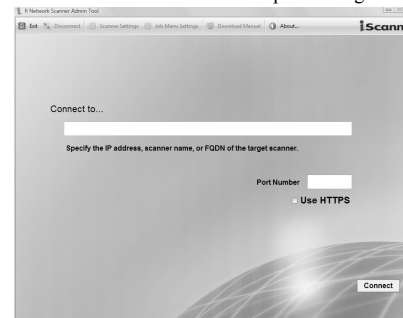 fi Network Scanner Admin Tool
Exit Disconnect Scanner Settings Job Menu Settings Download Manual About... iScann
Connect to...
Specify the IP address, scanner name, or FQDN of the target scanner.
Port Number
Use HTTPS
Connect